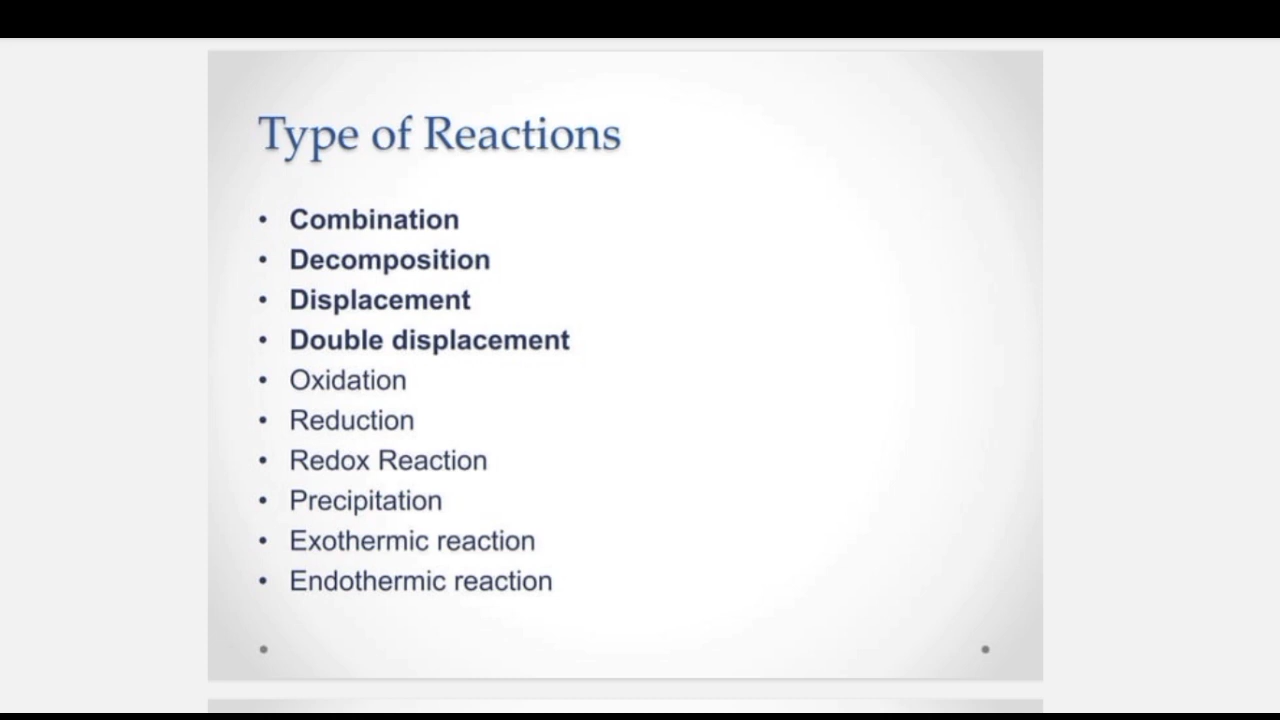 Type of Reactions
• Combination
• Decomposition
• Displacement
• Double displacement
• Oxidation
• Reduction
• Redox Reaction
• Precipitation
• Exothermic reaction
• Endothermic reaction